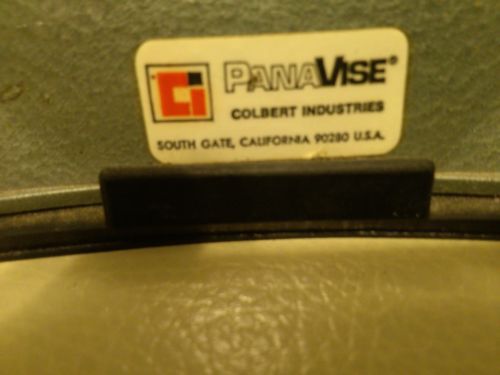 PANAVISE®
COLBERT INDUSTRIES
SOUTH GATE, CALIFORNIA 90280 U.S.A.